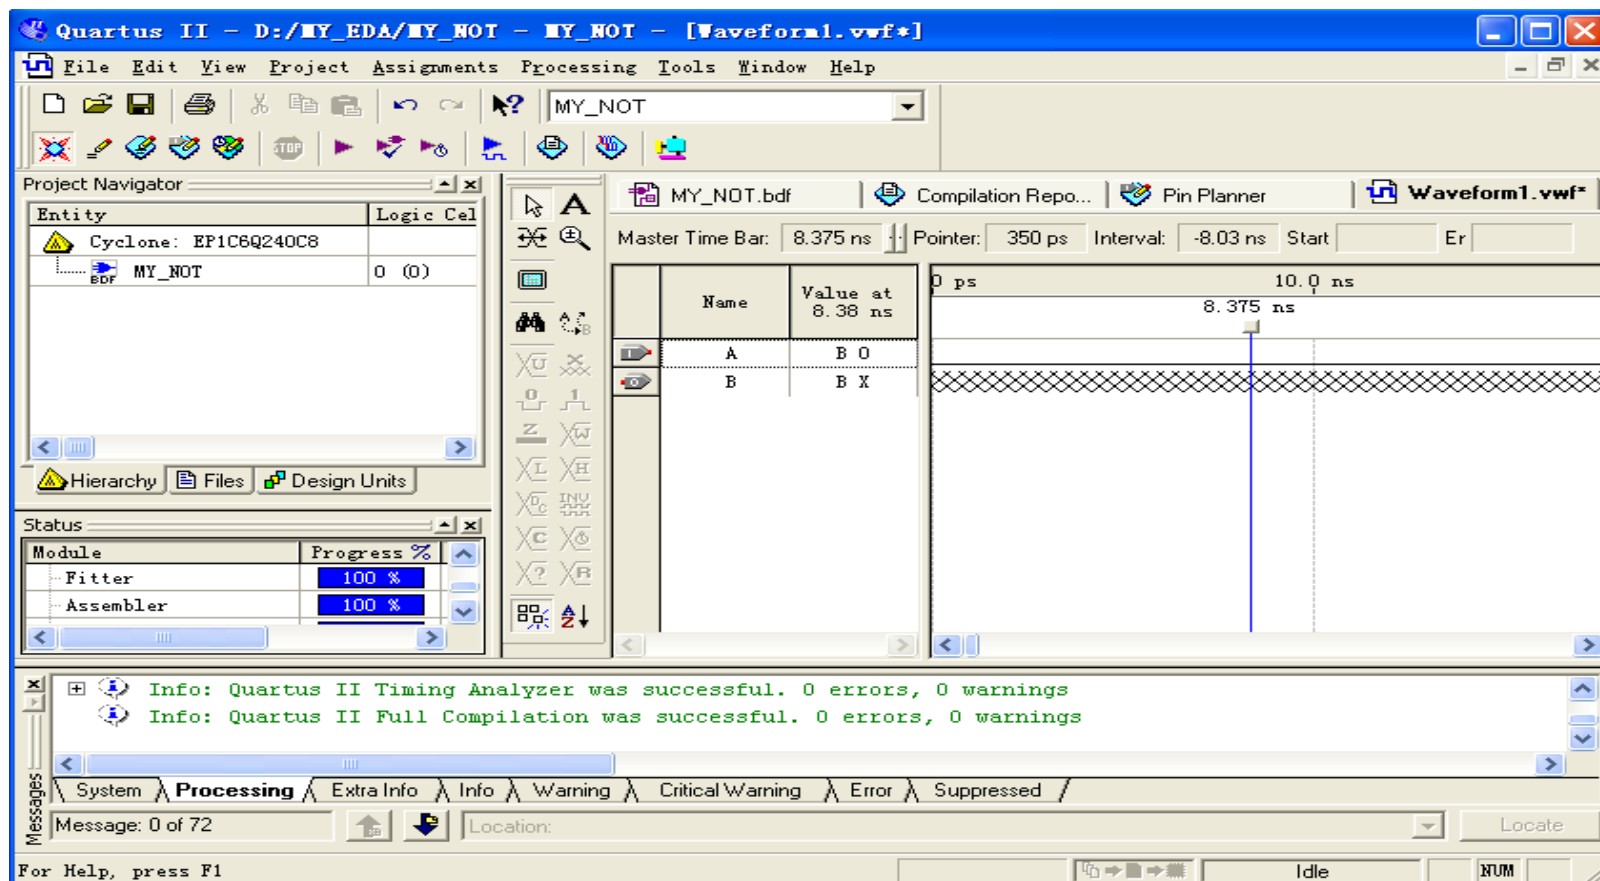 Quartus II - D:/MY_EDA/MY_NOT - MY_NOT - [Waveform1.vwf*]
File Edit View Project Assignments Processing Tools Window Help
MY_NOT
STOP
Project Navigator
Entity Logic Cel
Cyclone: EP1C6Q240C8
BDF MY_NOT 0 (0)
Hierarchy Files Design Units
Status
Module Progress %
Fitter 100 %
Assembler 100 %
MY_NOT.bdf Compilation Repo... Pin Planner Waveform1.vwf*
Master Time Bar: 8.375 ns Pointer: 350 ps Interval: -8.03 ns Start Er
Name Value at 8.38 ns
0 ps 10.0 ns
8.375 ns
A B 0
B B X
Info: Quartus II Timing Analyzer was successful. 0 errors, 0 warnings
Info: Quartus II Full Compilation was successful. 0 errors, 0 warnings
Messages
System Processing Extra Info Info Warning Critical Warning Error Suppressed
Message: 0 of 72 Location: Locate
For Help, press F1 Idle NUM